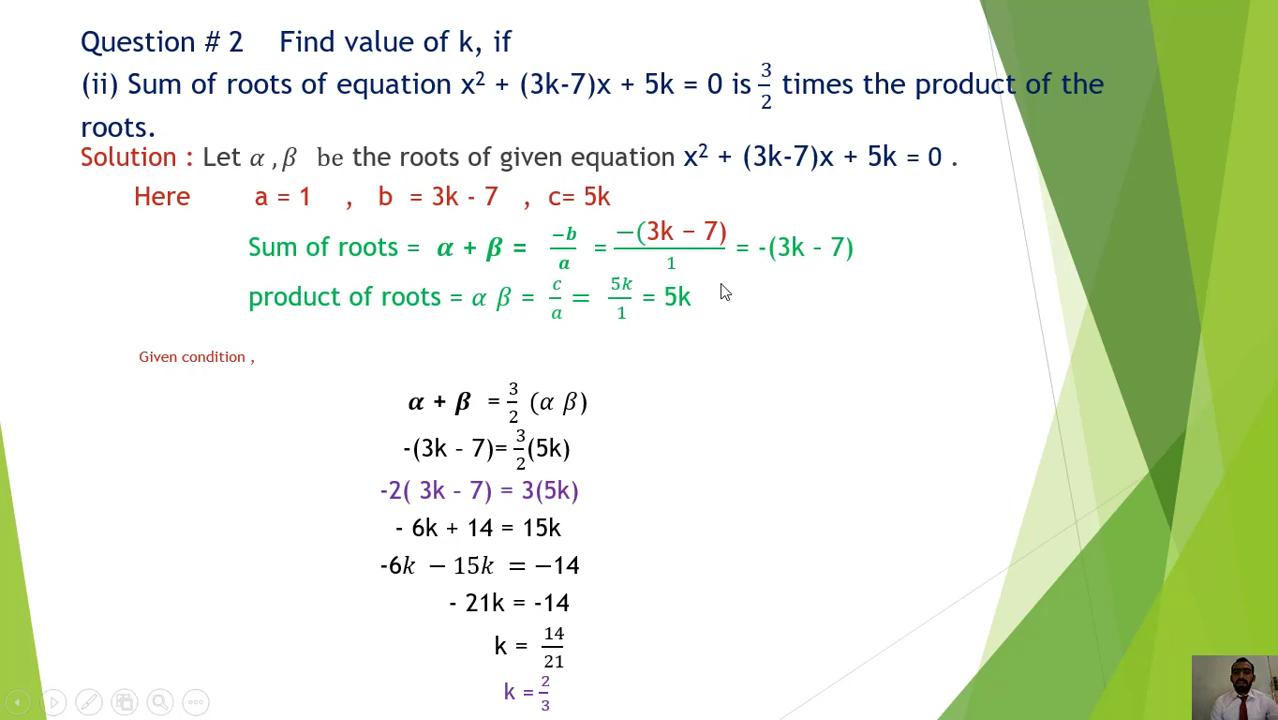 Question # 2 Find value of k, if
(ii) Sum of roots of equation x² + (3k-7)x + 5k = 0 is 3/2 times the product of the
roots.
Solution : Let α , β be the roots of given equation x² + (3k-7)x + 5k = 0 .
Here a = 1 , b = 3k - 7 , c= 5k
Sum of roots = α + β = −b/a = −(3k − 7)/1 = -(3k – 7)
product of roots = α β = c/a = 5k/1 = 5k
Given condition ,
α + β = 3/2 (α β)
-(3k – 7)= 3/2 (5k)
-2( 3k – 7) = 3(5k)
- 6k + 14 = 15k
-6k − 15k = −14
- 21k = -14
k = 14/21
k = 2/3